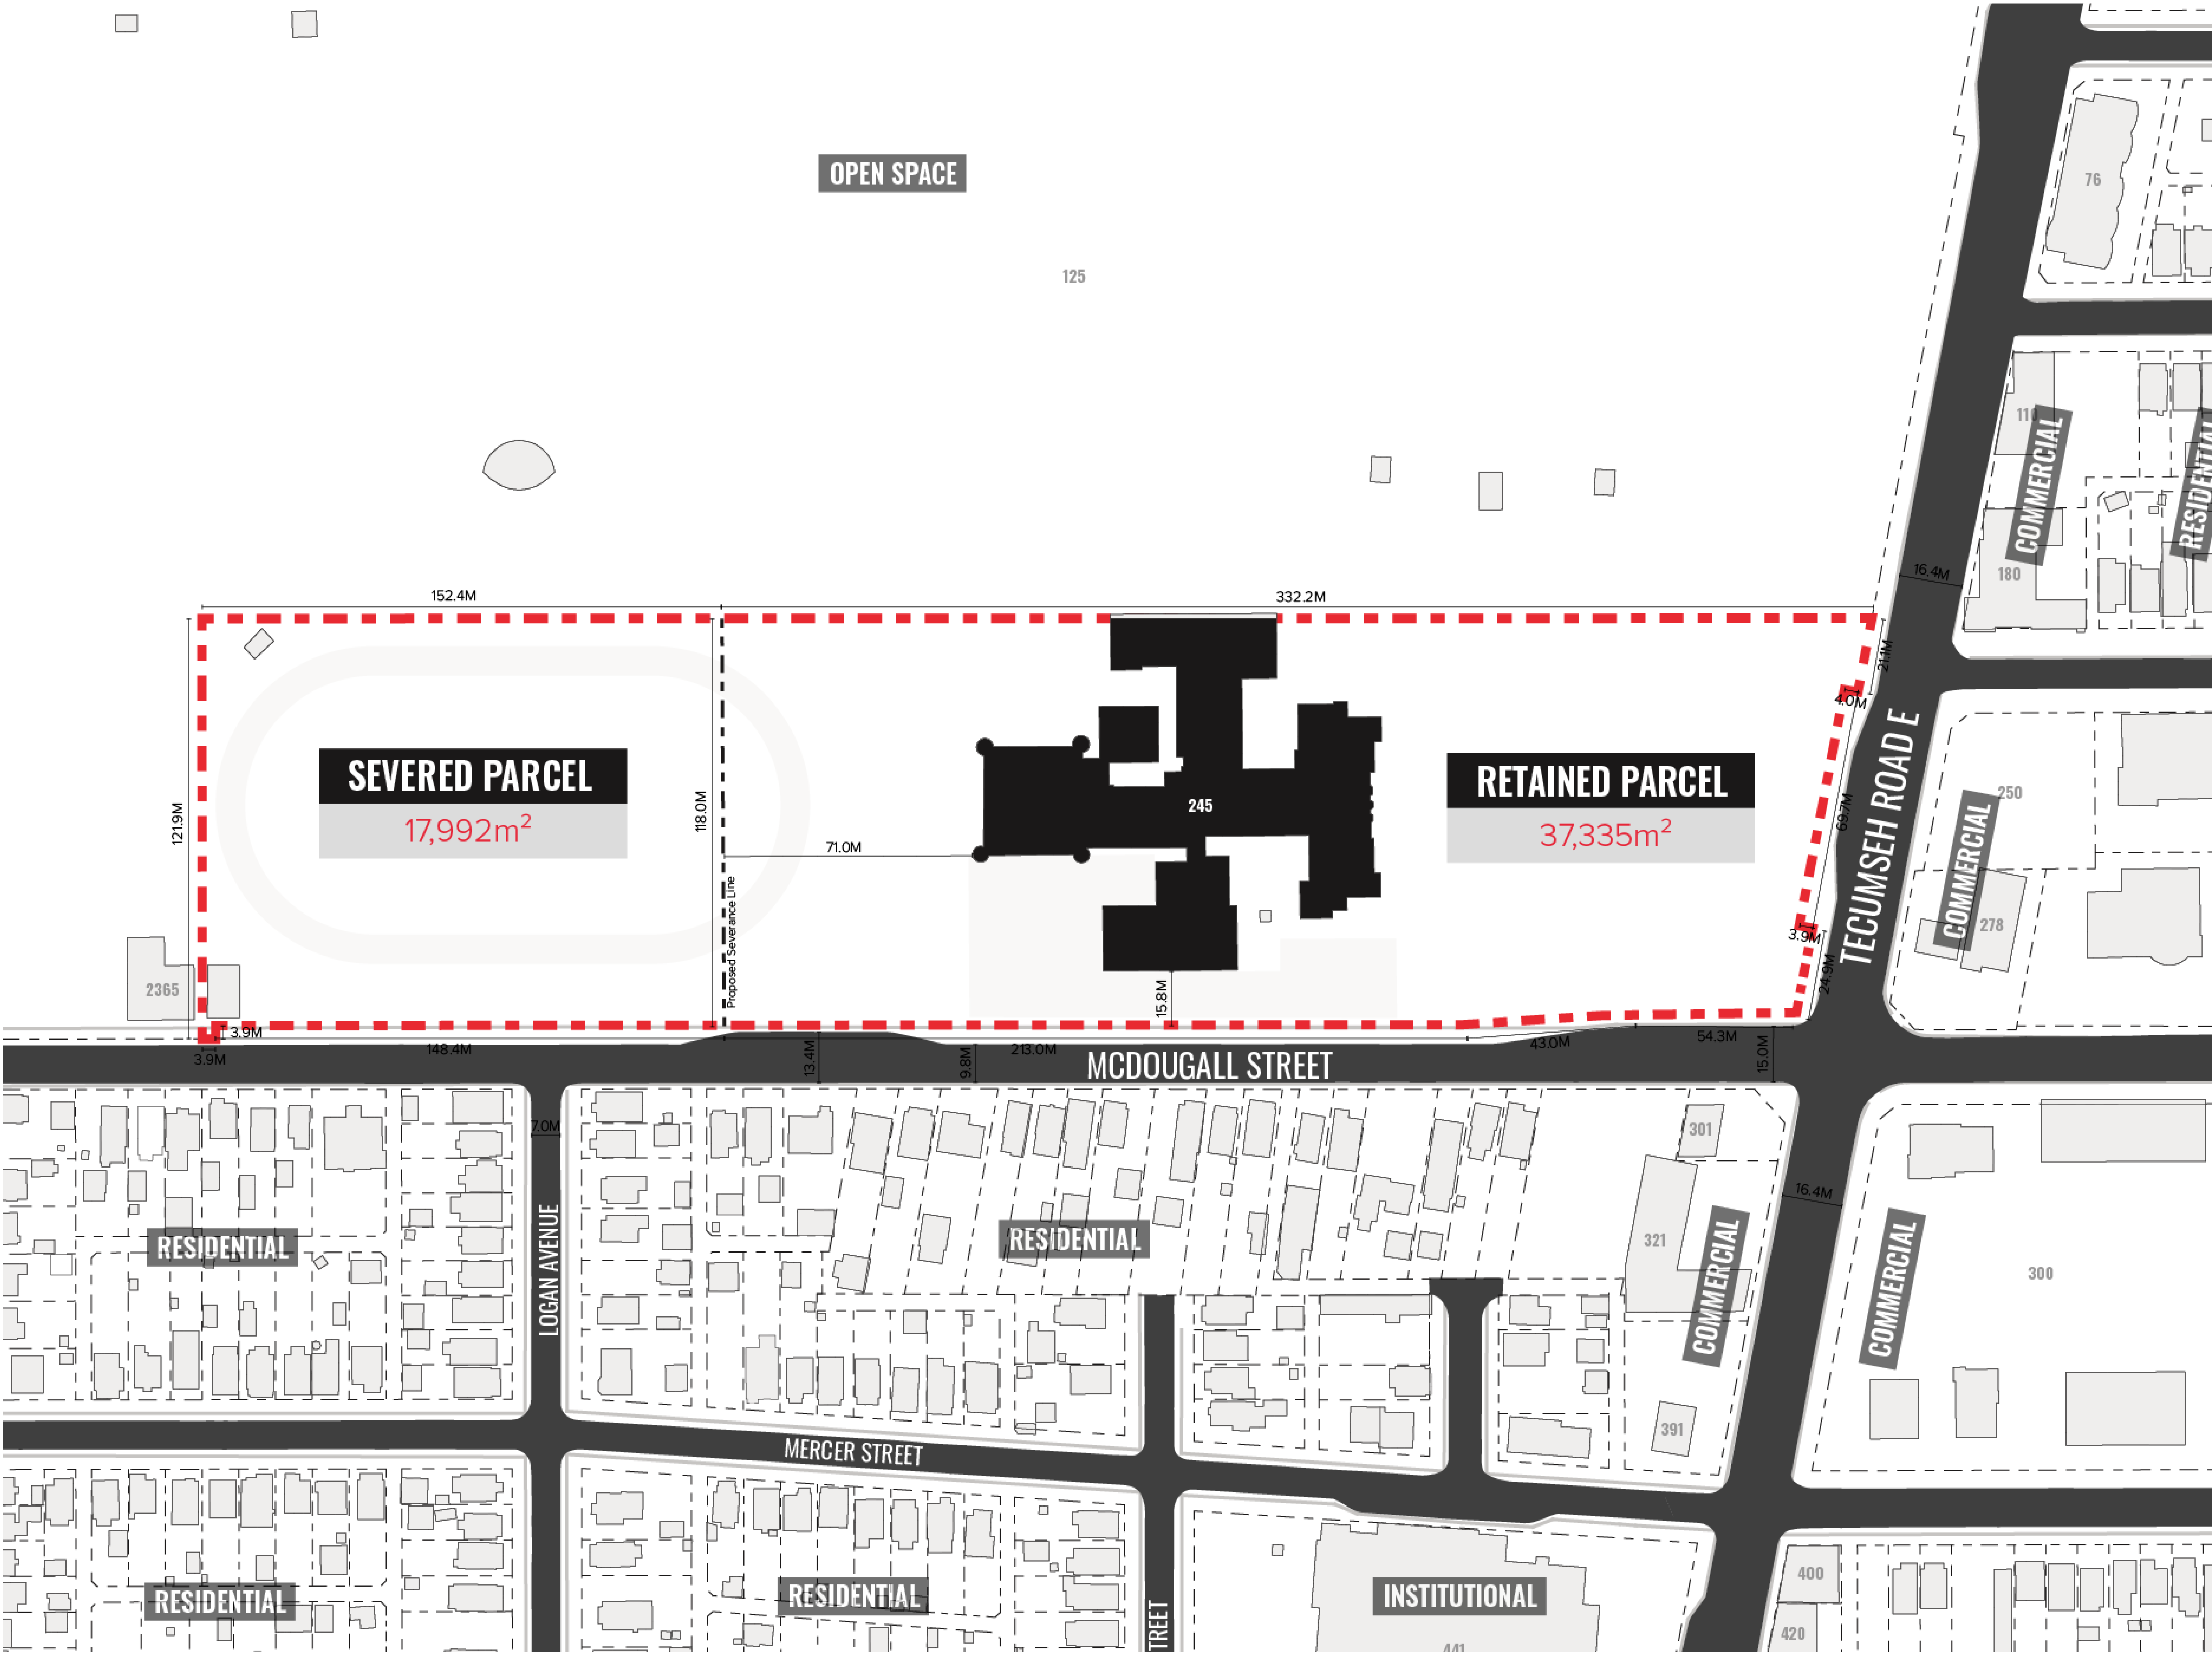 OPEN SPACE
125
76
110
COMMERCIAL
RESIDENTIAL
180
16.4M
152.4M
332.2M
21.1M
4.0M
SEVERED PARCEL
17,992m²
121.9M
118.0M
71.0M
Proposed Severance Line
245
RETAINED PARCEL
37,335m²
69.7M
TECUMSEH ROAD E
250
COMMERCIAL
278
3.9M
24.9M
2365
15.8M
3.9M
3.9M
148.4M
13.4M
9.8M
213.0M
MCDOUGALL STREET
43.0M
54.3M
15.0M
7.0M
LOGAN AVENUE
301
16.4M
RESIDENTIAL
RESIDENTIAL
321
COMMERCIAL
COMMERCIAL
300
391
MERCER STREET
RESIDENTIAL
RESIDENTIAL
TREET
INSTITUTIONAL
441
400
420